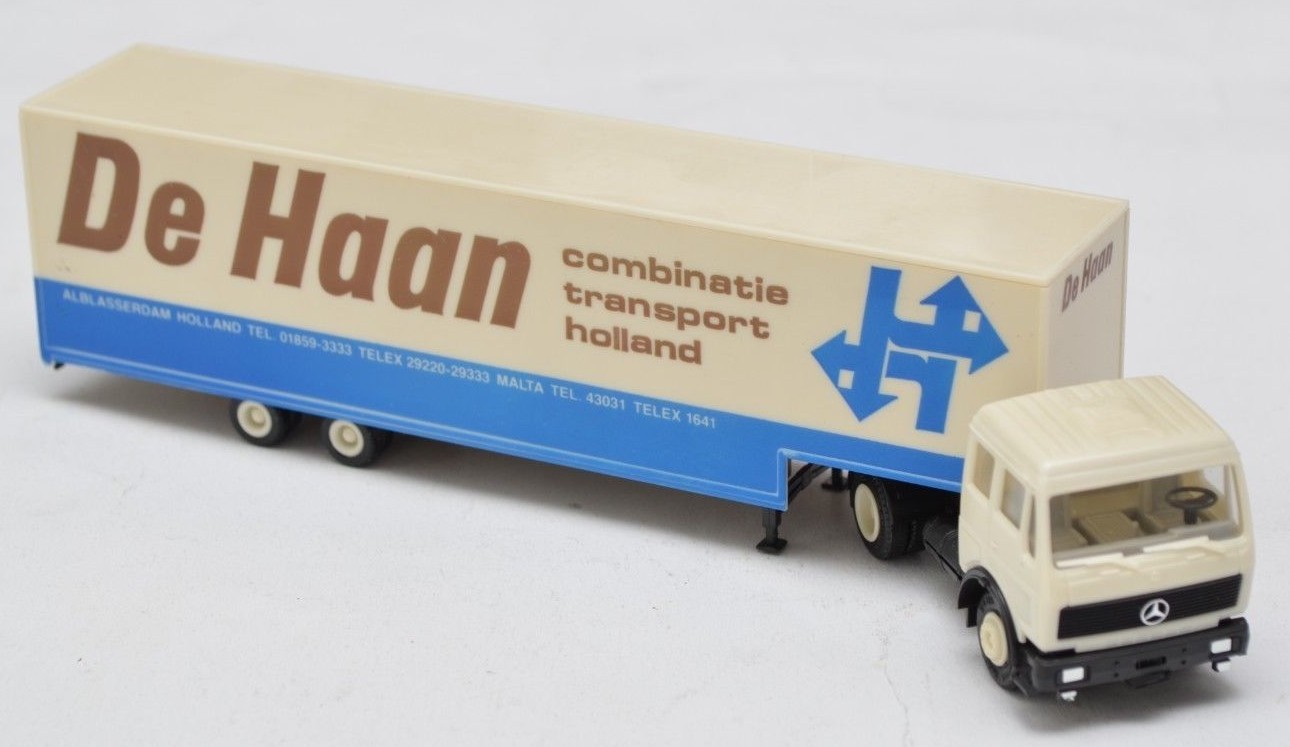 De Haan
combinatie
transport
holland
ALBLASSERDAM HOLLAND TEL. 01859-3333 TELEX 29220-29333 MALTA TEL. 43031 TELEX 1641
De Haan